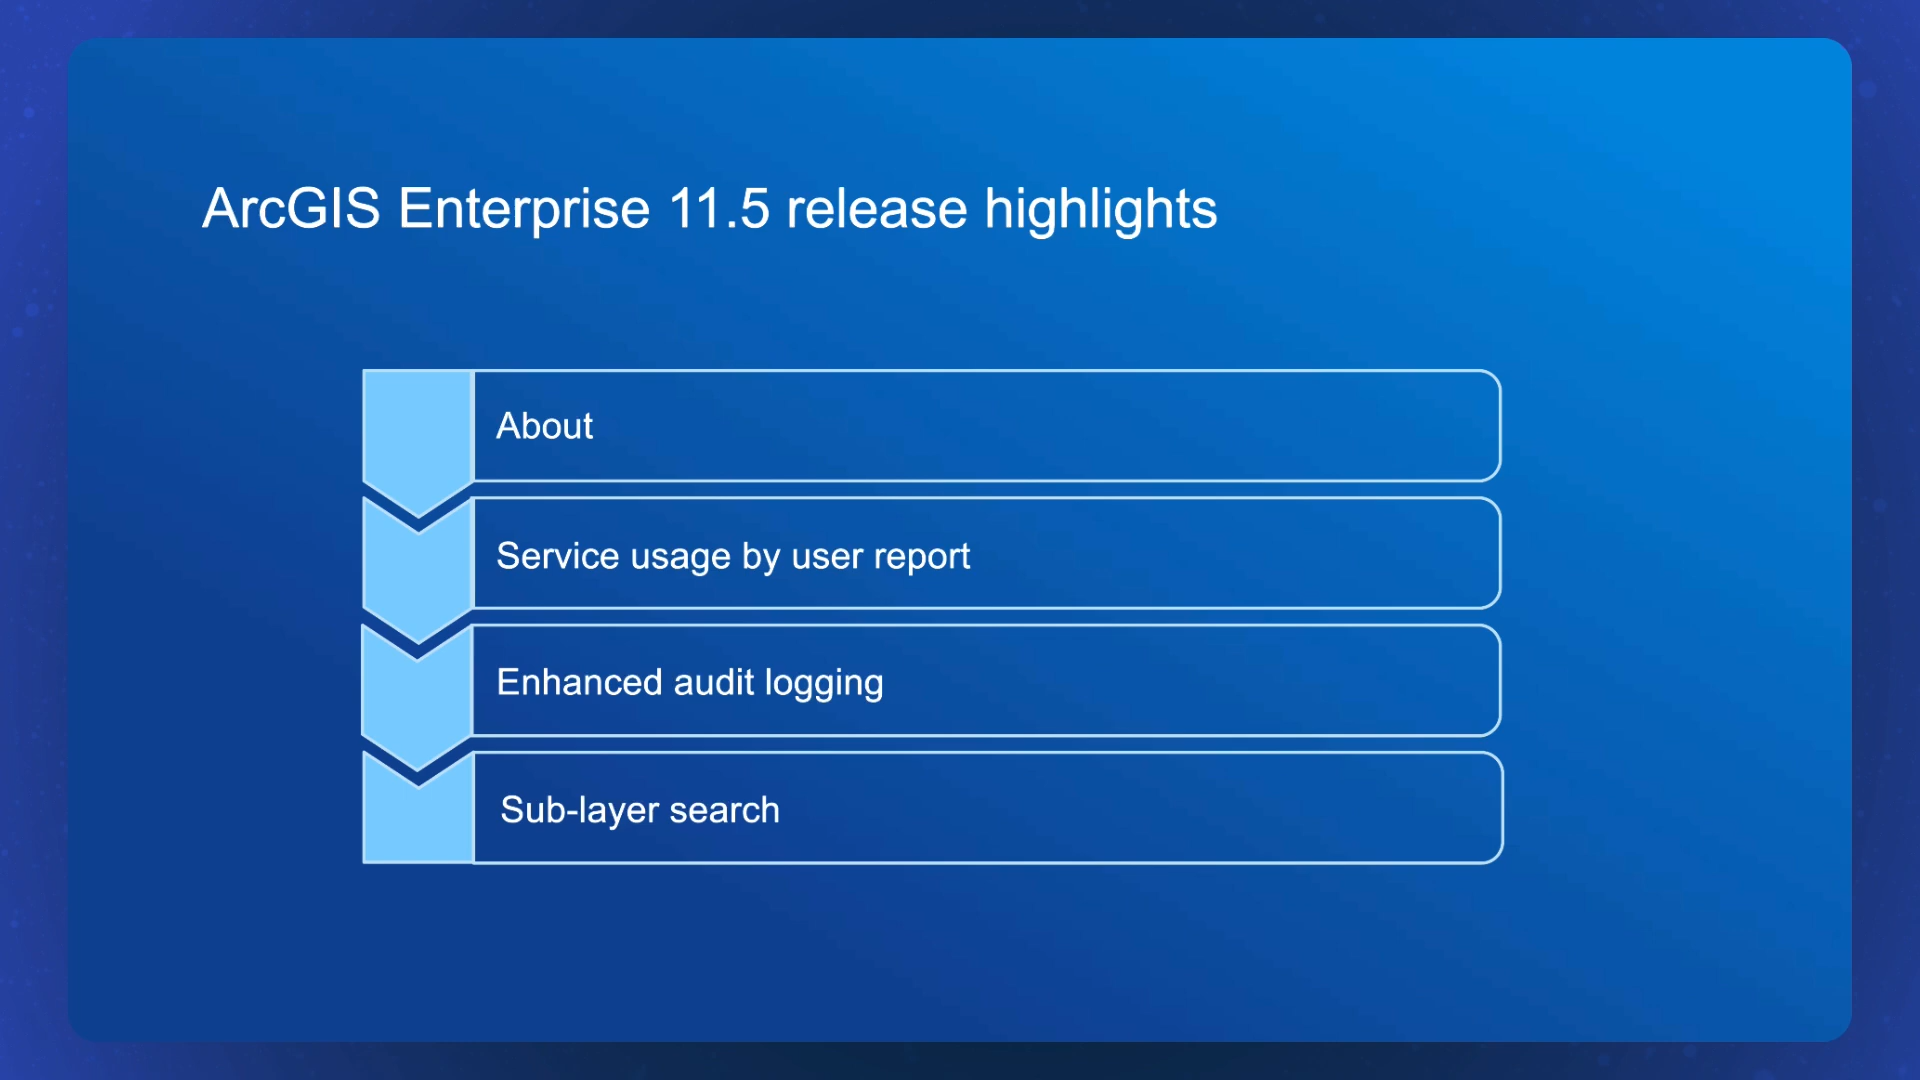 ArcGIS Enterprise 11.5 release highlights
About
Service usage by user report
Enhanced audit logging
Sub-layer search